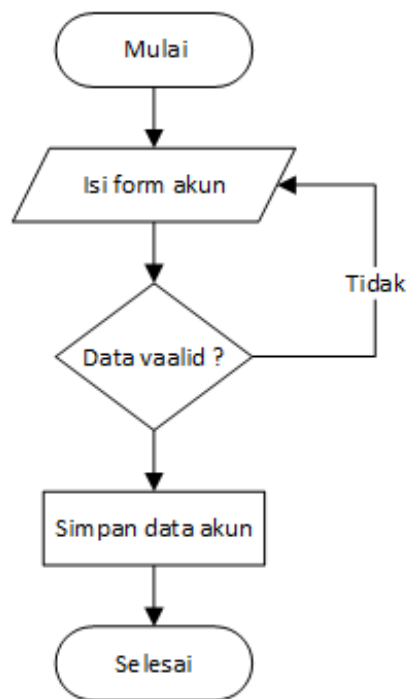 Mulai
Isi form akun
Tidak
Data vaalid ?
Simpan data akun
Selesai